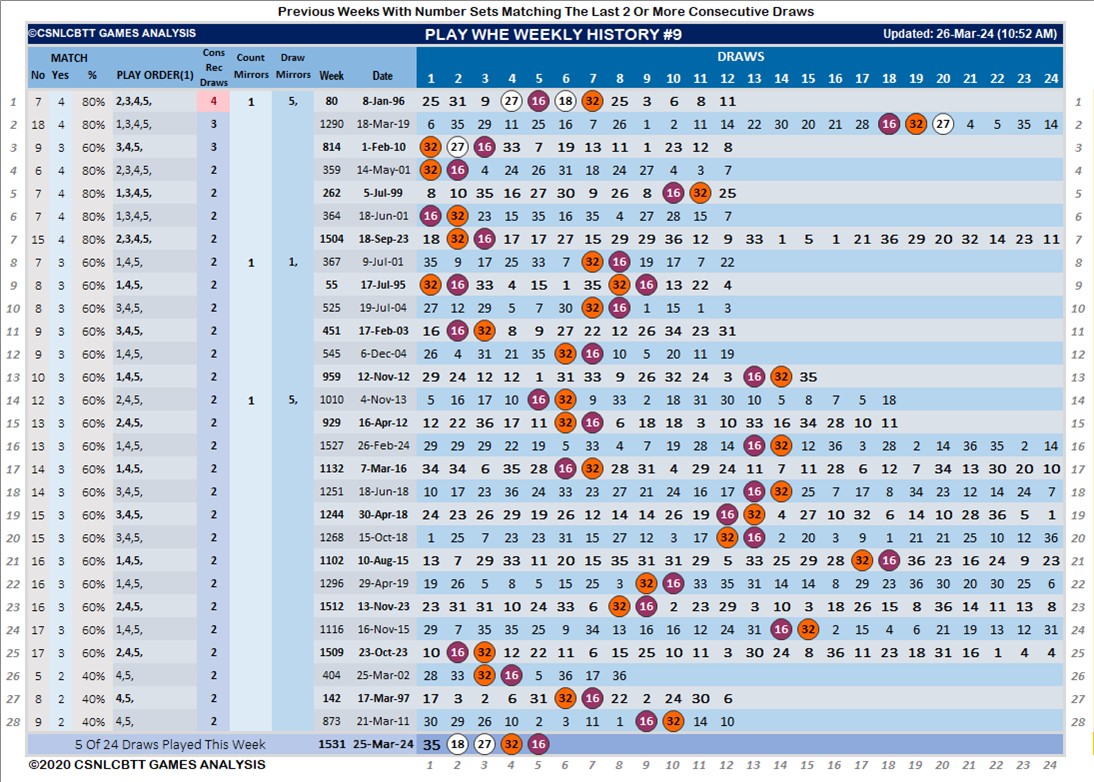 Previous Weeks With Number Sets Matching The Last 2 Or More Consecutive Draws
©CSNLCBTT GAMES ANALYSIS PLAY WHE WEEKLY HISTORY #9 Updated: 26-Mar-24 (10:52 AM)
MATCH Cons Rec Draws Count Mirrors Draw Mirrors DRAWS
No Yes % PLAY ORDER(1) Week Date 1 2 3 4 5 6 7 8 9 10 11 12 13 14 15 16 17 18 19 20 21 22 23 24
1 7 4 80% 2,3,4,5, 4 1 5, 80 8-Jan-96 25 31 9 27 16 18 32 25 3 6 8 11 1
2 18 4 80% 1,3,4,5, 3 1290 18-Mar-19 6 35 29 11 25 16 7 26 1 2 11 14 22 30 20 21 28 16 32 27 4 5 35 14 2
3 9 3 60% 3,4,5, 3 814 1-Feb-10 32 27 16 33 7 19 13 11 1 23 12 8 3
4 6 4 80% 2,3,4,5, 2 359 14-May-01 32 16 4 24 26 31 18 24 27 4 3 7 4
5 7 4 80% 1,3,4,5, 2 262 5-Jul-99 8 10 35 16 27 30 9 26 8 16 32 25 5
6 7 4 80% 1,3,4,5, 2 364 18-Jun-01 16 32 23 15 35 16 35 4 27 28 15 7 6
7 15 4 80% 2,3,4,5, 2 1504 18-Sep-23 18 32 16 17 17 27 15 29 29 36 12 9 33 1 5 1 21 36 29 20 32 14 23 11 7
8 7 3 60% 1,4,5, 2 1 1, 367 9-Jul-01 35 9 17 25 33 7 32 16 19 17 7 22 8
9 8 3 60% 1,4,5, 2 55 17-Jul-95 32 16 33 4 15 1 35 32 16 13 22 4 9
10 8 3 60% 3,4,5, 2 525 19-Jul-04 27 12 29 5 7 30 32 16 1 15 1 3 10
11 9 3 60% 3,4,5, 2 451 17-Feb-03 16 16 32 8 9 27 22 12 26 34 23 31 11
12 9 3 60% 1,4,5, 2 545 6-Dec-04 26 4 31 21 35 32 16 10 5 20 11 19 12
13 10 3 60% 1,4,5, 2 959 12-Nov-12 29 24 12 12 1 31 33 9 26 32 24 3 16 32 35 13
14 12 3 60% 2,4,5, 2 1 5, 1010 4-Nov-13 5 16 17 10 16 32 9 33 2 18 31 30 10 5 8 7 5 18 14
15 13 3 60% 2,4,5, 2 929 16-Apr-12 12 22 36 17 11 32 16 6 18 18 3 10 33 16 34 28 10 11 15
16 13 3 60% 1,4,5, 2 1527 26-Feb-24 29 29 29 22 19 5 33 4 7 19 28 14 16 32 12 36 3 28 2 14 36 35 2 14 16
17 14 3 60% 1,4,5, 2 1132 7-Mar-16 34 34 6 35 28 16 32 28 31 4 29 24 11 7 11 28 6 12 7 34 13 30 20 10 17
18 14 3 60% 3,4,5, 2 1251 18-Jun-18 10 17 23 36 24 33 23 27 21 24 16 17 16 32 25 7 17 8 34 23 12 14 24 7 18
19 15 3 60% 3,4,5, 2 1244 30-Apr-18 24 23 26 29 19 26 12 14 14 26 19 16 32 4 27 10 32 6 14 10 28 36 5 1 19
20 15 3 60% 3,4,5, 2 1268 15-Oct-18 1 25 7 23 23 31 15 27 12 3 17 32 16 2 20 3 9 1 21 21 25 10 12 36 20
21 16 3 60% 1,4,5, 2 1102 10-Aug-15 13 7 29 33 11 20 15 35 31 31 29 5 33 14 25 29 28 32 16 36 23 16 24 9 23 21
22 16 3 60% 3,4,5, 2 1296 29-Apr-19 19 26 5 8 5 15 25 3 32 16 33 35 31 14 14 8 29 23 36 30 20 30 25 6 22
23 16 3 60% 2,4,5, 2 1512 13-Nov-23 23 31 31 10 24 33 6 32 16 2 23 29 3 10 3 18 26 15 8 36 14 11 13 8 23
24 17 3 60% 1,4,5, 2 1116 16-Nov-15 29 7 35 35 25 9 34 13 16 16 12 24 31 16 32 2 15 4 6 21 19 13 12 31 24
25 17 3 60% 2,4,5, 2 1509 23-Oct-23 10 16 32 12 22 11 6 15 25 10 11 3 30 24 8 36 11 23 18 31 16 1 4 4 25
26 5 2 40% 4,5, 2 404 25-Mar-02 28 33 32 16 5 36 17 36 26
27 8 2 40% 4,5, 2 142 17-Mar-97 17 3 2 6 31 32 16 22 2 24 30 6 27
28 9 2 40% 4,5, 2 873 21-Mar-11 30 29 26 10 2 3 11 1 16 32 14 10 28
5 Of 24 Draws Played This Week 1531 25-Mar-24 35 18 27 32 16
©2020 CSNLCBTT GAMES ANALYSIS 1 2 3 4 5 6 7 8 9 10 11 12 13 14 15 16 17 18 19 20 21 22 23 24